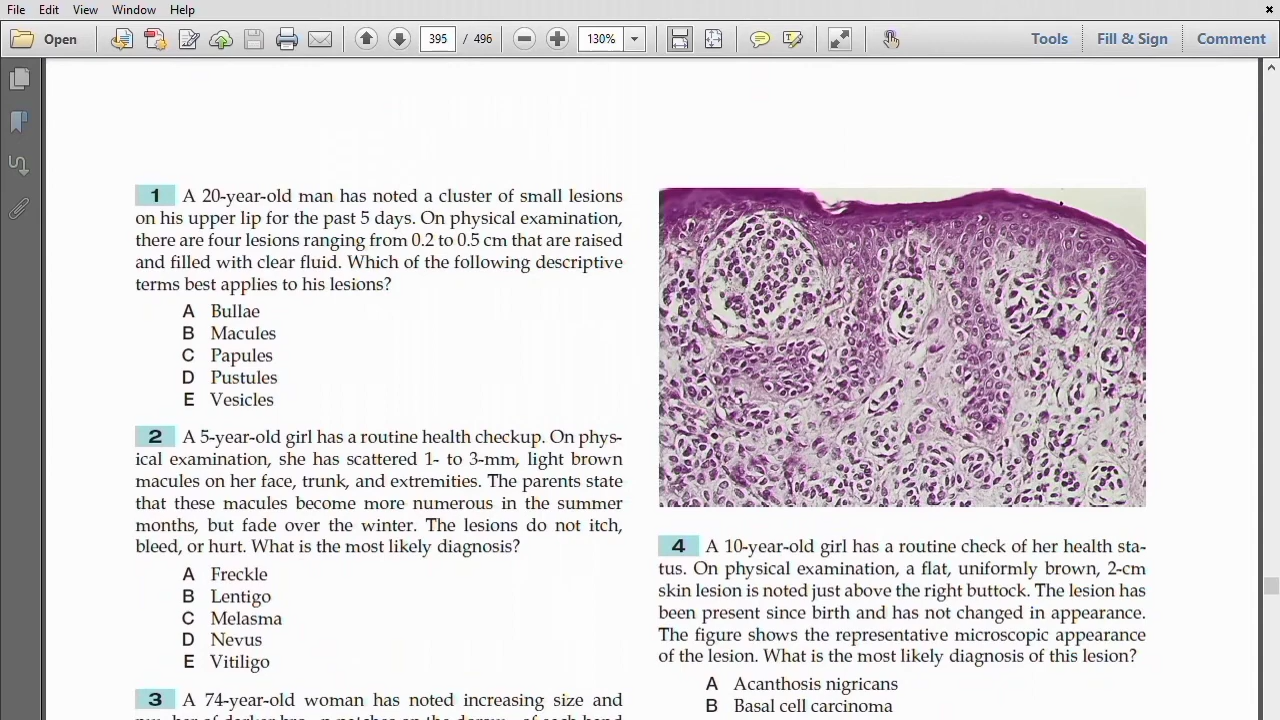 File Edit View Window Help
Open 395 / 496 130% Tools Fill & Sign Comment
1 A 20-year-old man has noted a cluster of small lesions
on his upper lip for the past 5 days. On physical examination,
there are four lesions ranging from 0.2 to 0.5 cm that are raised
and filled with clear fluid. Which of the following descriptive
terms best applies to his lesions?
A Bullae
B Macules
C Papules
D Pustules
E Vesicles
2 A 5-year-old girl has a routine health checkup. On phys-
ical examination, she has scattered 1- to 3-mm, light brown
macules on her face, trunk, and extremities. The parents state
that these macules become more numerous in the summer
months, but fade over the winter. The lesions do not itch,
bleed, or hurt. What is the most likely diagnosis?
A Freckle
B Lentigo
C Melasma
D Nevus
E Vitiligo
3 A 74-year-old woman has noted increasing size and
4 A 10-year-old girl has a routine check of her health sta-
tus. On physical examination, a flat, uniformly brown, 2-cm
skin lesion is noted just above the right buttock. The lesion has
been present since birth and has not changed in appearance.
The figure shows the representative microscopic appearance
of the lesion. What is the most likely diagnosis of this lesion?
A Acanthosis nigricans
B Basal cell carcinoma